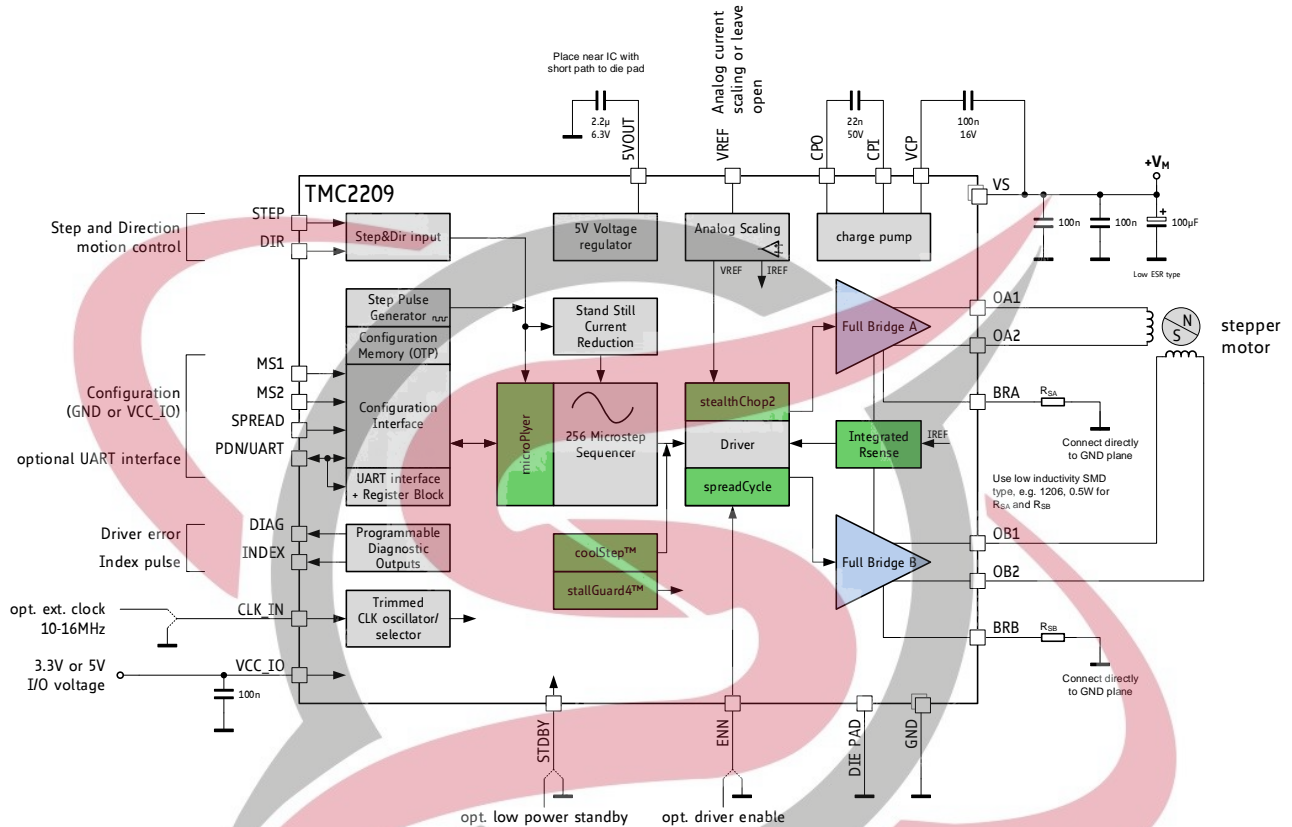 Place near IC with
short path to die pad
2.2µ
6.3V
5VOUT
VREF
Analog current
scaling or leave
open
22n
50V
CPO
CPI
100n
16V
VCP
+VM
VS
100n
100n
+
100µF
Low ESR type
TMC2209
Step and Direction
motion control
STEP
DIR
Step&Dir input
5V Voltage
regulator
Analog Scaling
VREF
IREF
charge pump
Step Pulse
Generator
Configuration
Memory (OTP)
Configuration
Interface
UART interface
+ Register Block
Stand Still
Current
Reduction
microPlyer
256 Microstep
Sequencer
stealthChop2
Driver
spreadCycle
Integrated
Rsense
IREF
Full Bridge A
Full Bridge B
OA1
OA2
N
S
stepper
motor
BRA
RSA
Connect directly
to GND plane
Use low inductivity SMD
type, e.g. 1206, 0.5W for
RSA and RSB
OB1
OB2
BRB
RSB
Connect directly
to GND plane
Configuration
(GND or VCC_IO)
optional UART interface
MS1
MS2
SPREAD
PDN/UART
Driver error
Index pulse
DIAG
INDEX
Programmable
Diagnostic
Outputs
coolStep™
stallGuard4™
opt. ext. clock
10-16MHz
CLK_IN
Trimmed
CLK oscillator/
selector
3.3V or 5V
I/O voltage
VCC_IO
100n
STDBY
ENN
DIE PAD
GND
opt. low power standby
opt. driver enable